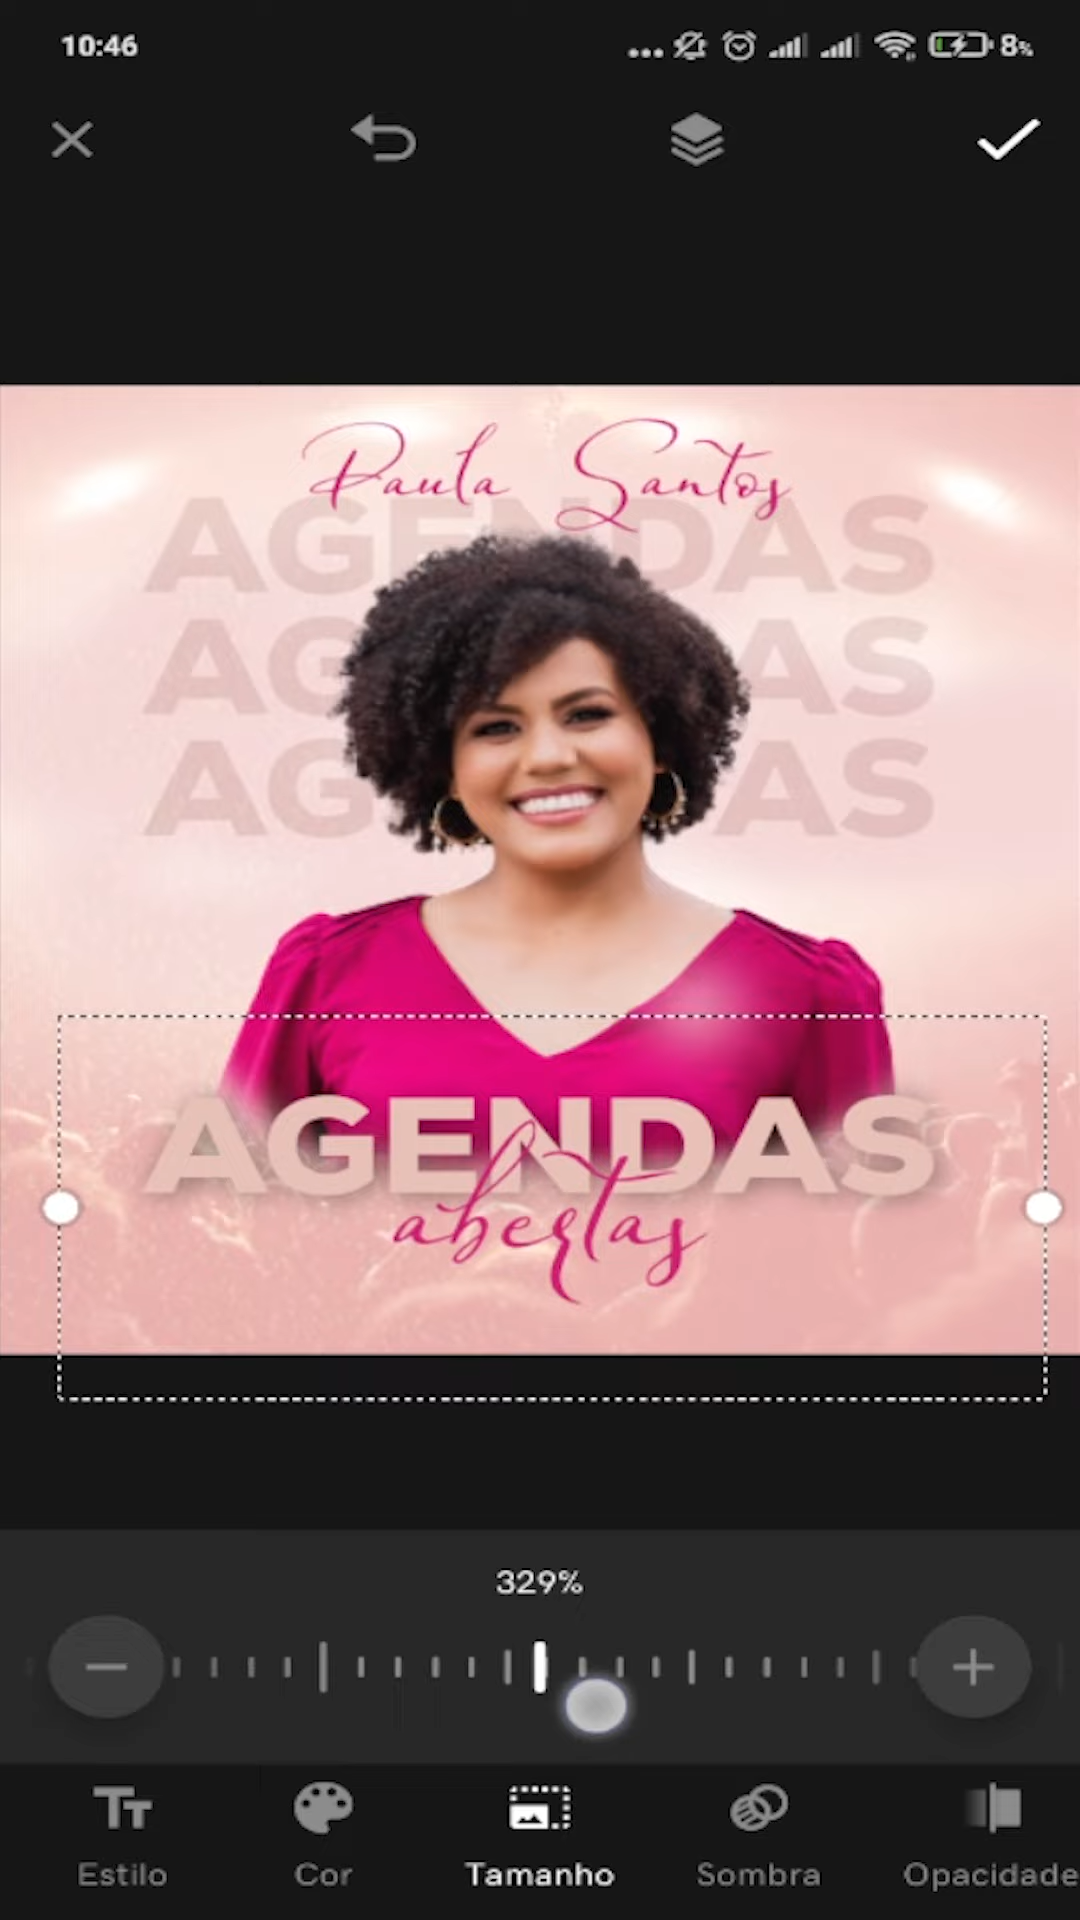 10:46
8%
Paula Santos
AGENDAS
AGENDAS
AGENDAS
AGENDAS
abertas
329%
Estilo Cor Tamanho Sombra Opacidade